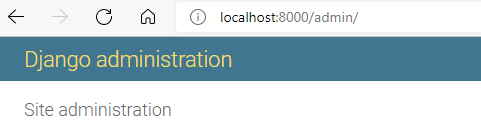 localhost:8000/admin/
Django administration
Site administration